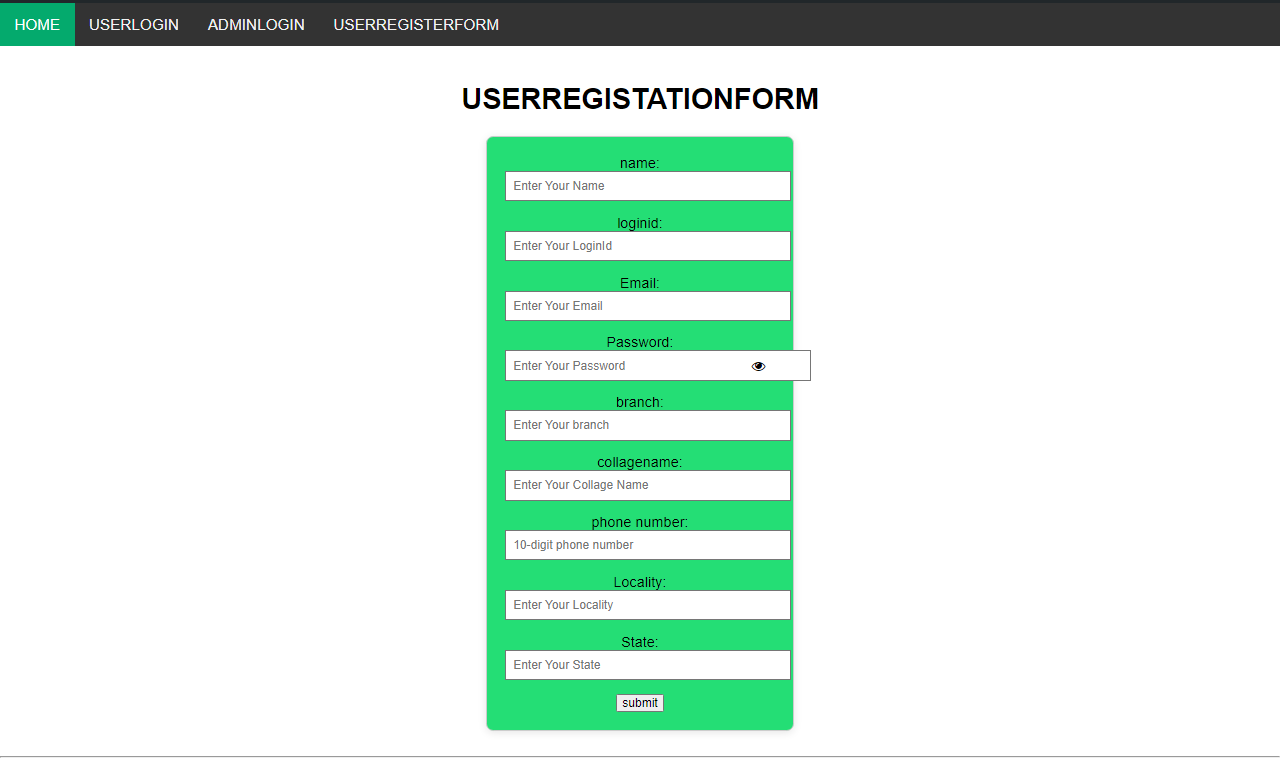 HOME USERLOGIN ADMINLOGIN USERREGISTERFORM
USERREGISTATIONFORM
name:
Enter Your Name
loginid:
Enter Your LoginId
Email:
Enter Your Email
Password:
Enter Your Password
branch:
Enter Your branch
collagename:
Enter Your Collage Name
phone number:
10-digit phone number
Locality:
Enter Your Locality
State:
Enter Your State
submit